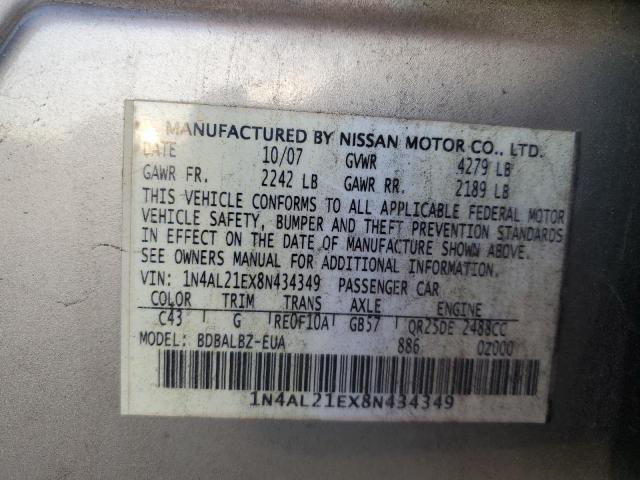 MANUFACTURED BY NISSAN MOTOR CO., LTD.
DATE 10/07 GVWR 4279 LB
GAWR FR. 2242 LB GAWR RR. 2189 LB
THIS VEHICLE CONFORMS TO ALL APPLICABLE FEDERAL MOTOR
VEHICLE SAFETY, BUMPER AND THEFT PREVENTION STANDARDS
IN EFFECT ON THE DATE OF MANUFACTURE SHOWN ABOVE.
SEE OWNERS MANUAL FOR ADDITIONAL INFORMATION.
VIN: 1N4AL21EX8N434349 PASSENGER CAR
COLOR TRIM TRANS AXLE ENGINE
C43 G RE0F10A GB57 QR25DE 2488CC
MODEL: BDBALBZ-EUA 886 0Z000
1N4AL21EX8N434349